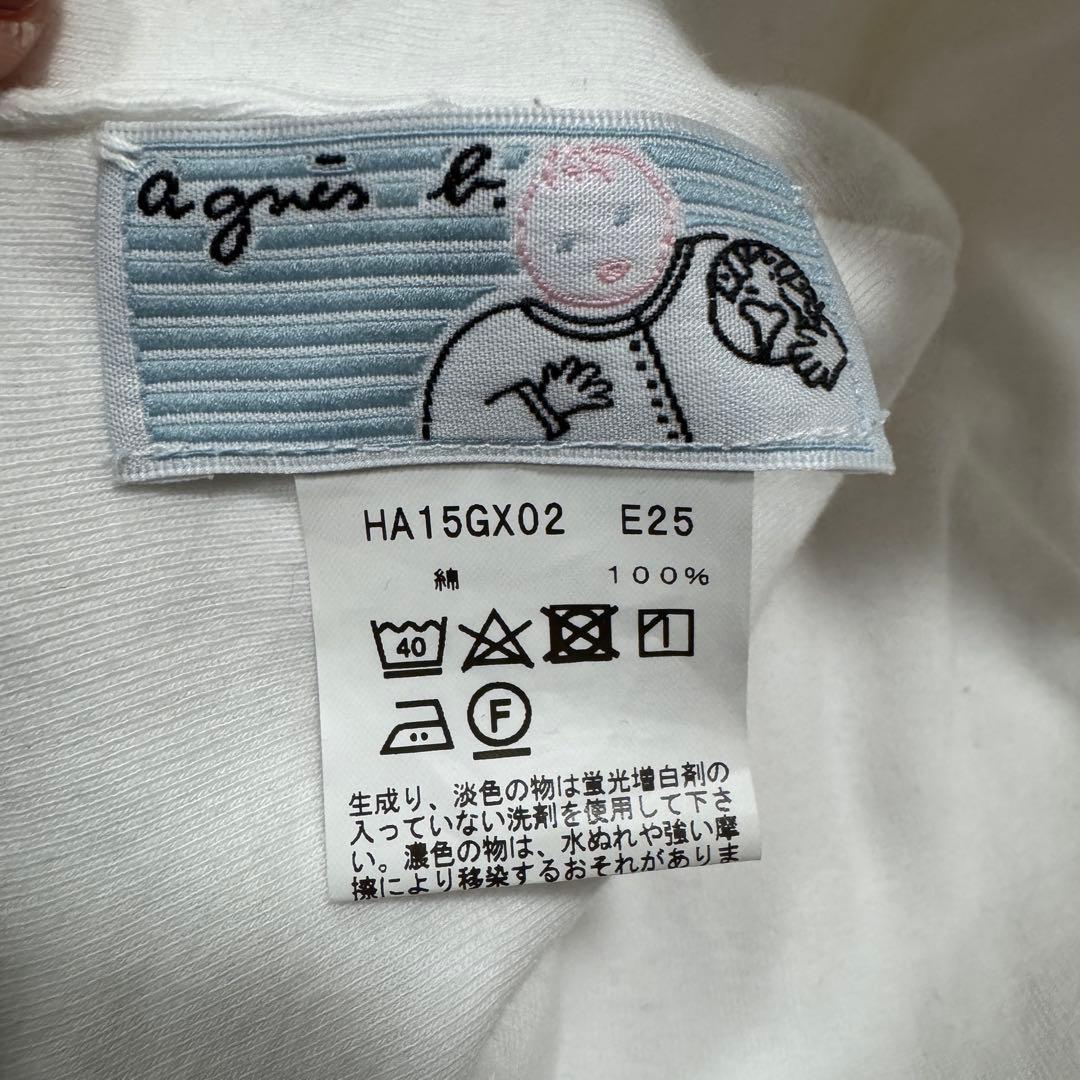 agnès b.
HA15GX02 E25
綿 100%
40
F
生成り、淡色の物は蛍光増白剤の
入っていない洗剤を使用して下さ
い。濃色の物は、水ぬれや強い摩
擦により移染するおそれがありま